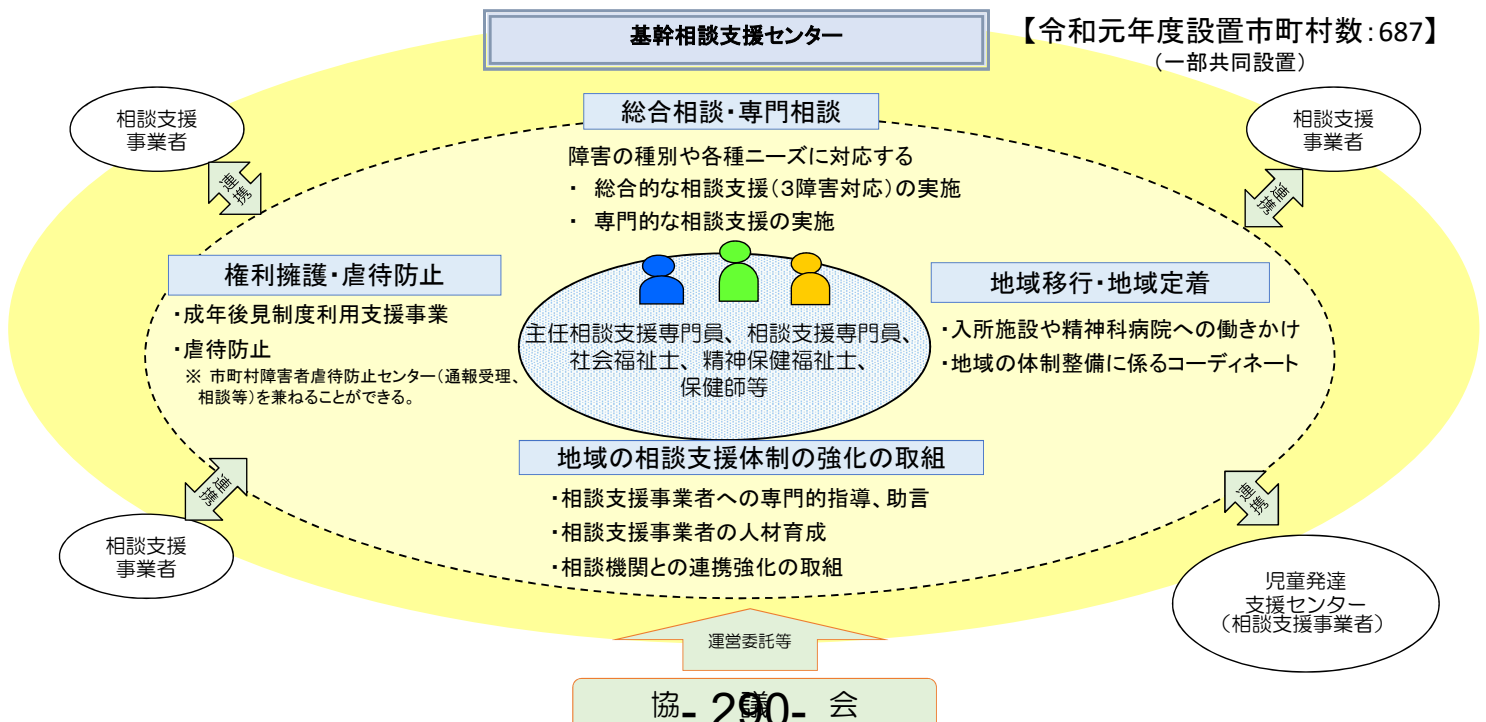 基幹相談支援センター
【令和元年度設置市町村数:687】
(一部共同設置)
相談支援
事業者
連携
総合相談・専門相談
障害の種別や各種ニーズに対応する
・ 総合的な相談支援(3障害対応)の実施
・ 専門的な相談支援の実施
相談支援
事業者
連携
権利擁護・虐待防止
・成年後見制度利用支援事業
・虐待防止
※ 市町村障害者虐待防止センター(通報受理、
相談等)を兼ねることができる。
主任相談支援専門員、相談支援専門員、
社会福祉士、精神保健福祉士、
保健師等
地域移行・地域定着
・入所施設や精神科病院への働きかけ
・地域の体制整備に係るコーディネート
地域の相談支援体制の強化の取組
・相談支援事業者への専門的指導、助言
・相談支援事業者の人材育成
・相談機関との連携強化の取組
連携
相談支援
事業者
連携
児童発達
支援センター
(相談支援事業者)
運営委託等
協 議 会
- 290-